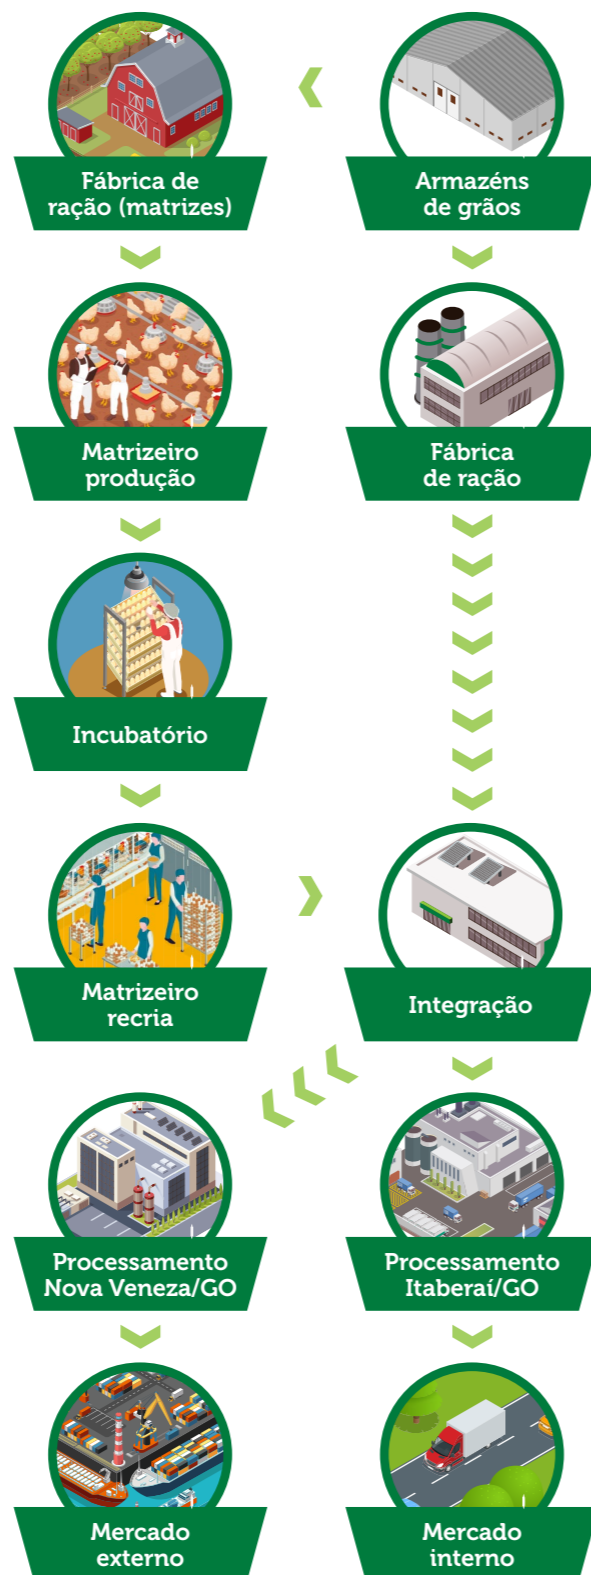 Fábrica de
ração (matrizes)
Armazéns
de grãos
Matrizeiro
produção
Fábrica
de ração
Incubatório
Matrizeiro
recria
Integração
Processamento
Nova Veneza/GO
Processamento
Itaberaí/GO
Mercado
externo
Mercado
interno